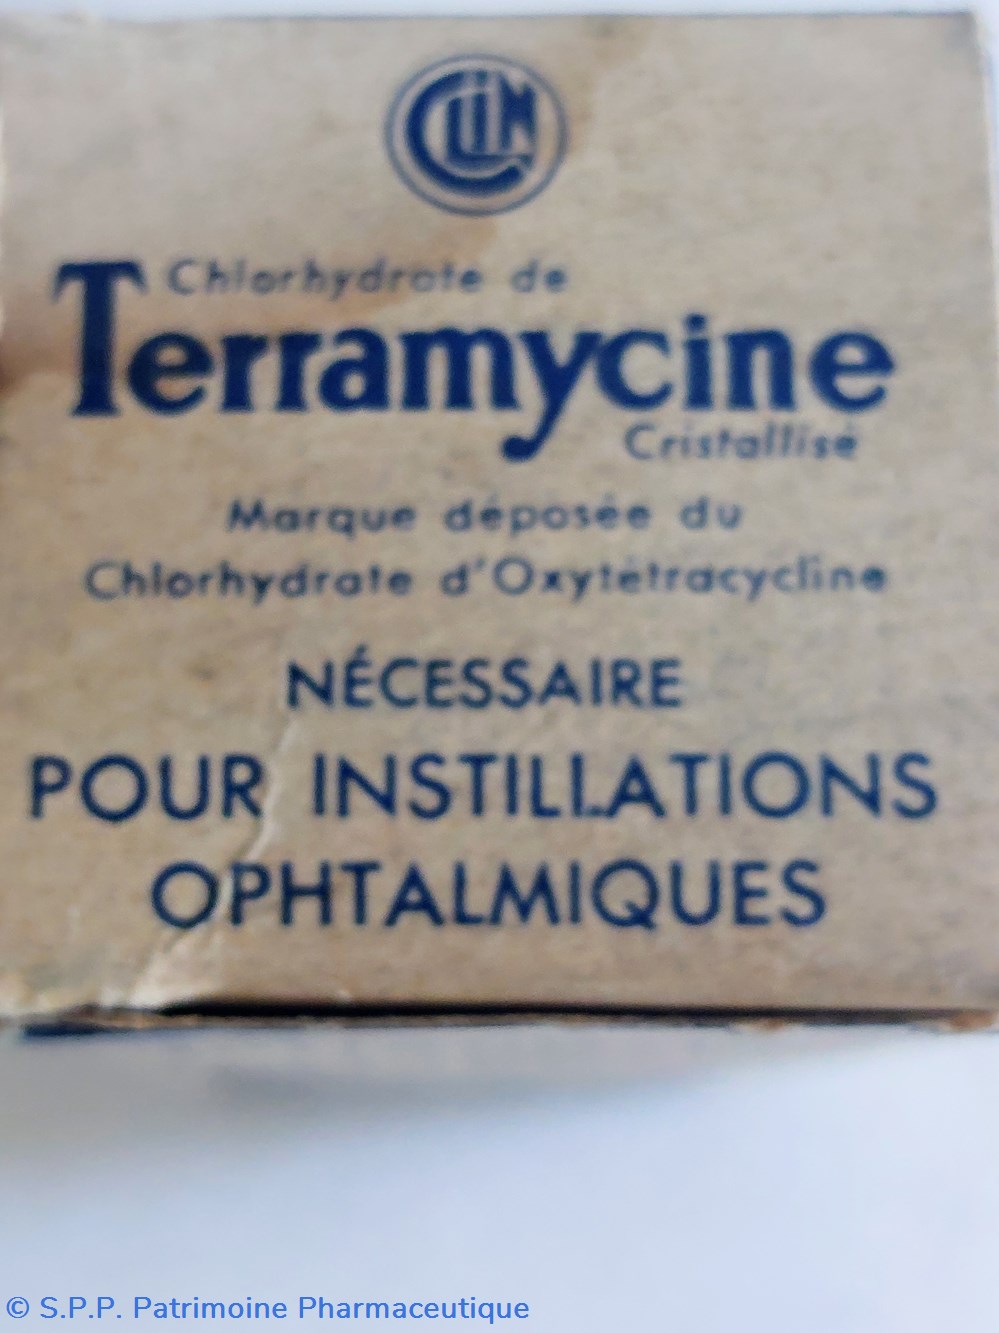 CLIN
Chlorhydrate de
Terramycine
Cristallisé
Marque déposée du
Chlorhydrate d'Oxytétracycline
NÉCESSAIRE
POUR INSTILLATIONS
OPHTALMIQUES
© S.P.P. Patrimoine Pharmaceutique